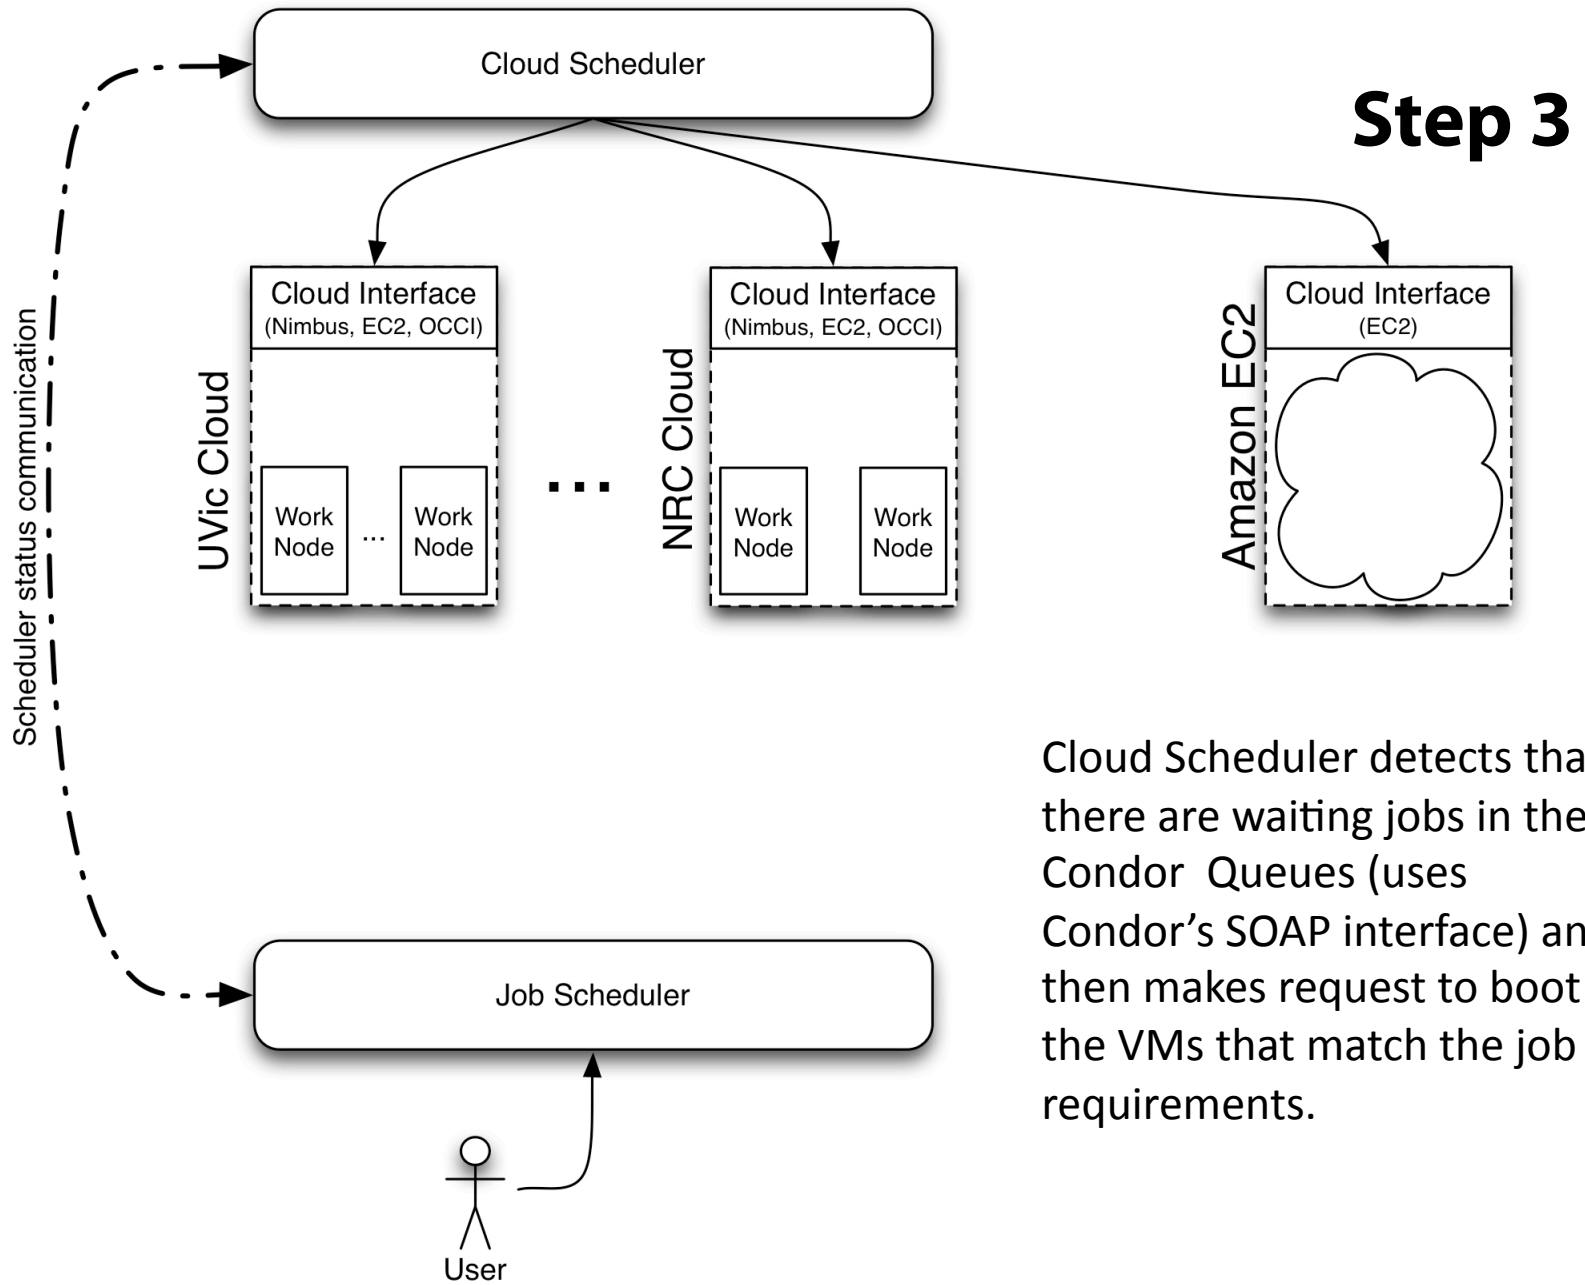 Cloud Scheduler
Step 3
Scheduler status communication
UVic Cloud
Cloud Interface
(Nimbus, EC2, OCCI)
Work
Node
...
Work
Node
...
NRC Cloud
Cloud Interface
(Nimbus, EC2, OCCI)
Work
Node
Work
Node
Amazon EC2
Cloud Interface
(EC2)
Cloud Scheduler detects tha
there are waiting jobs in the
Condor Queues (uses
Condor’s SOAP interface) an
then makes request to boot
the VMs that match the job
requirements.
Job Scheduler
User